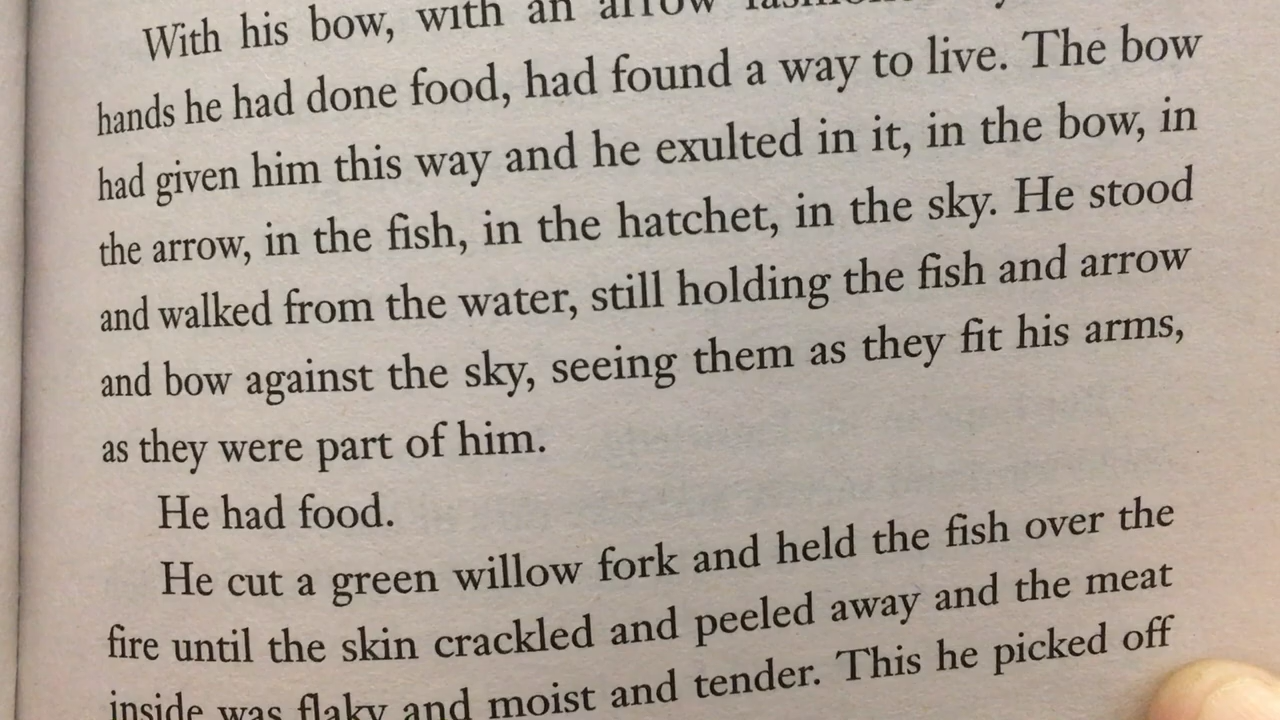 With his bow, with an arrow
hands he had done food, had found a way to live. The bow
had given him this way and he exulted in it, in the bow, in
the arrow, in the fish, in the hatchet, in the sky. He stood
and walked from the water, still holding the fish and arrow
and bow against the sky, seeing them as they fit his arms,
as they were part of him.
He had food.
He cut a green willow fork and held the fish over the
fire until the skin crackled and peeled away and the meat
inside was flaky and moist and tender. This he picked off